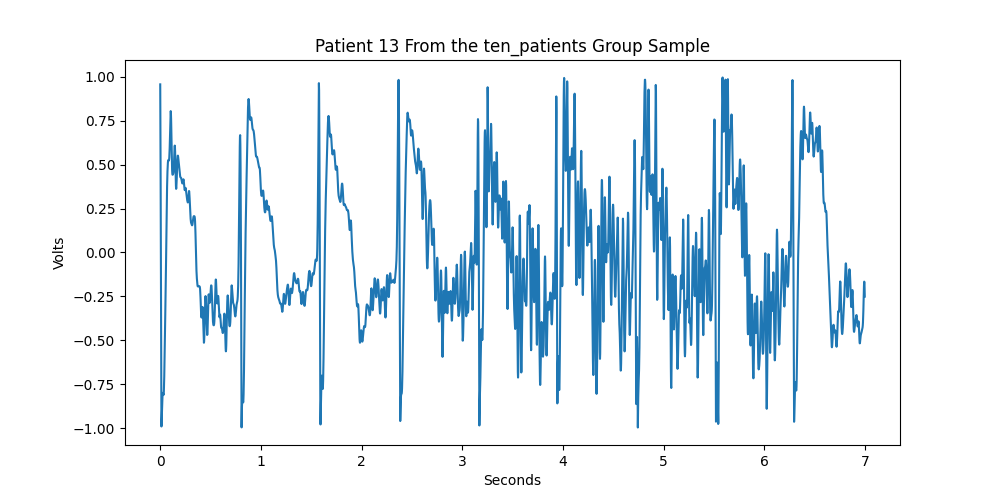 Patient 13 From the ten_patients Group Sample
Volts
1.00
0.75
0.50
0.25
0.00
−0.25
−0.50
−0.75
−1.00
0 1 2 3 4 5 6 7
Seconds